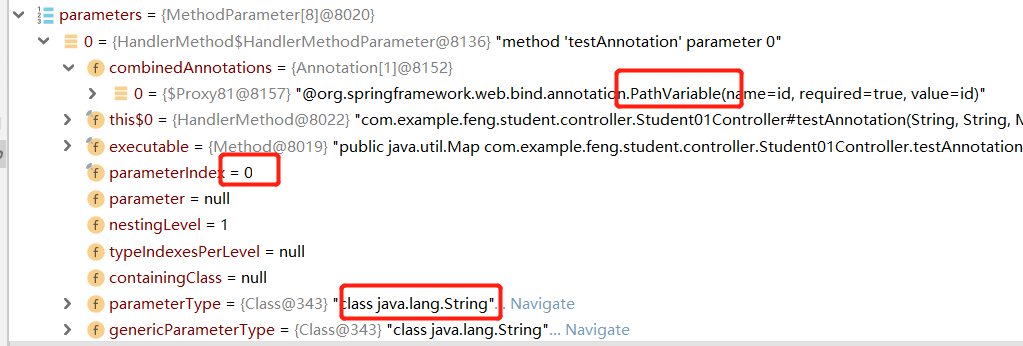 parameters = {MethodParameter[8]@8020}
0 = {HandlerMethod$HandlerMethodParameter@8136} "method 'testAnnotation' parameter 0"
combinedAnnotations = {Annotation[1]@8152}
0 = {$Proxy81@8157} "@org.springframework.web.bind.annotation.PathVariable(name=id, required=true, value=id)"
this$0 = {HandlerMethod@8022} "com.example.feng.student.controller.Student01Controller#testAnnotation(String, String, M
executable = {Method@8019} "public java.util.Map com.example.feng.student.controller.Student01Controller.testAnnotation
parameterIndex = 0
parameter = null
nestingLevel = 1
typeIndexesPerLevel = null
containingClass = null
parameterType = {Class@343} "class java.lang.String"... Navigate
genericParameterType = {Class@343} "class java.lang.String"... Navigate